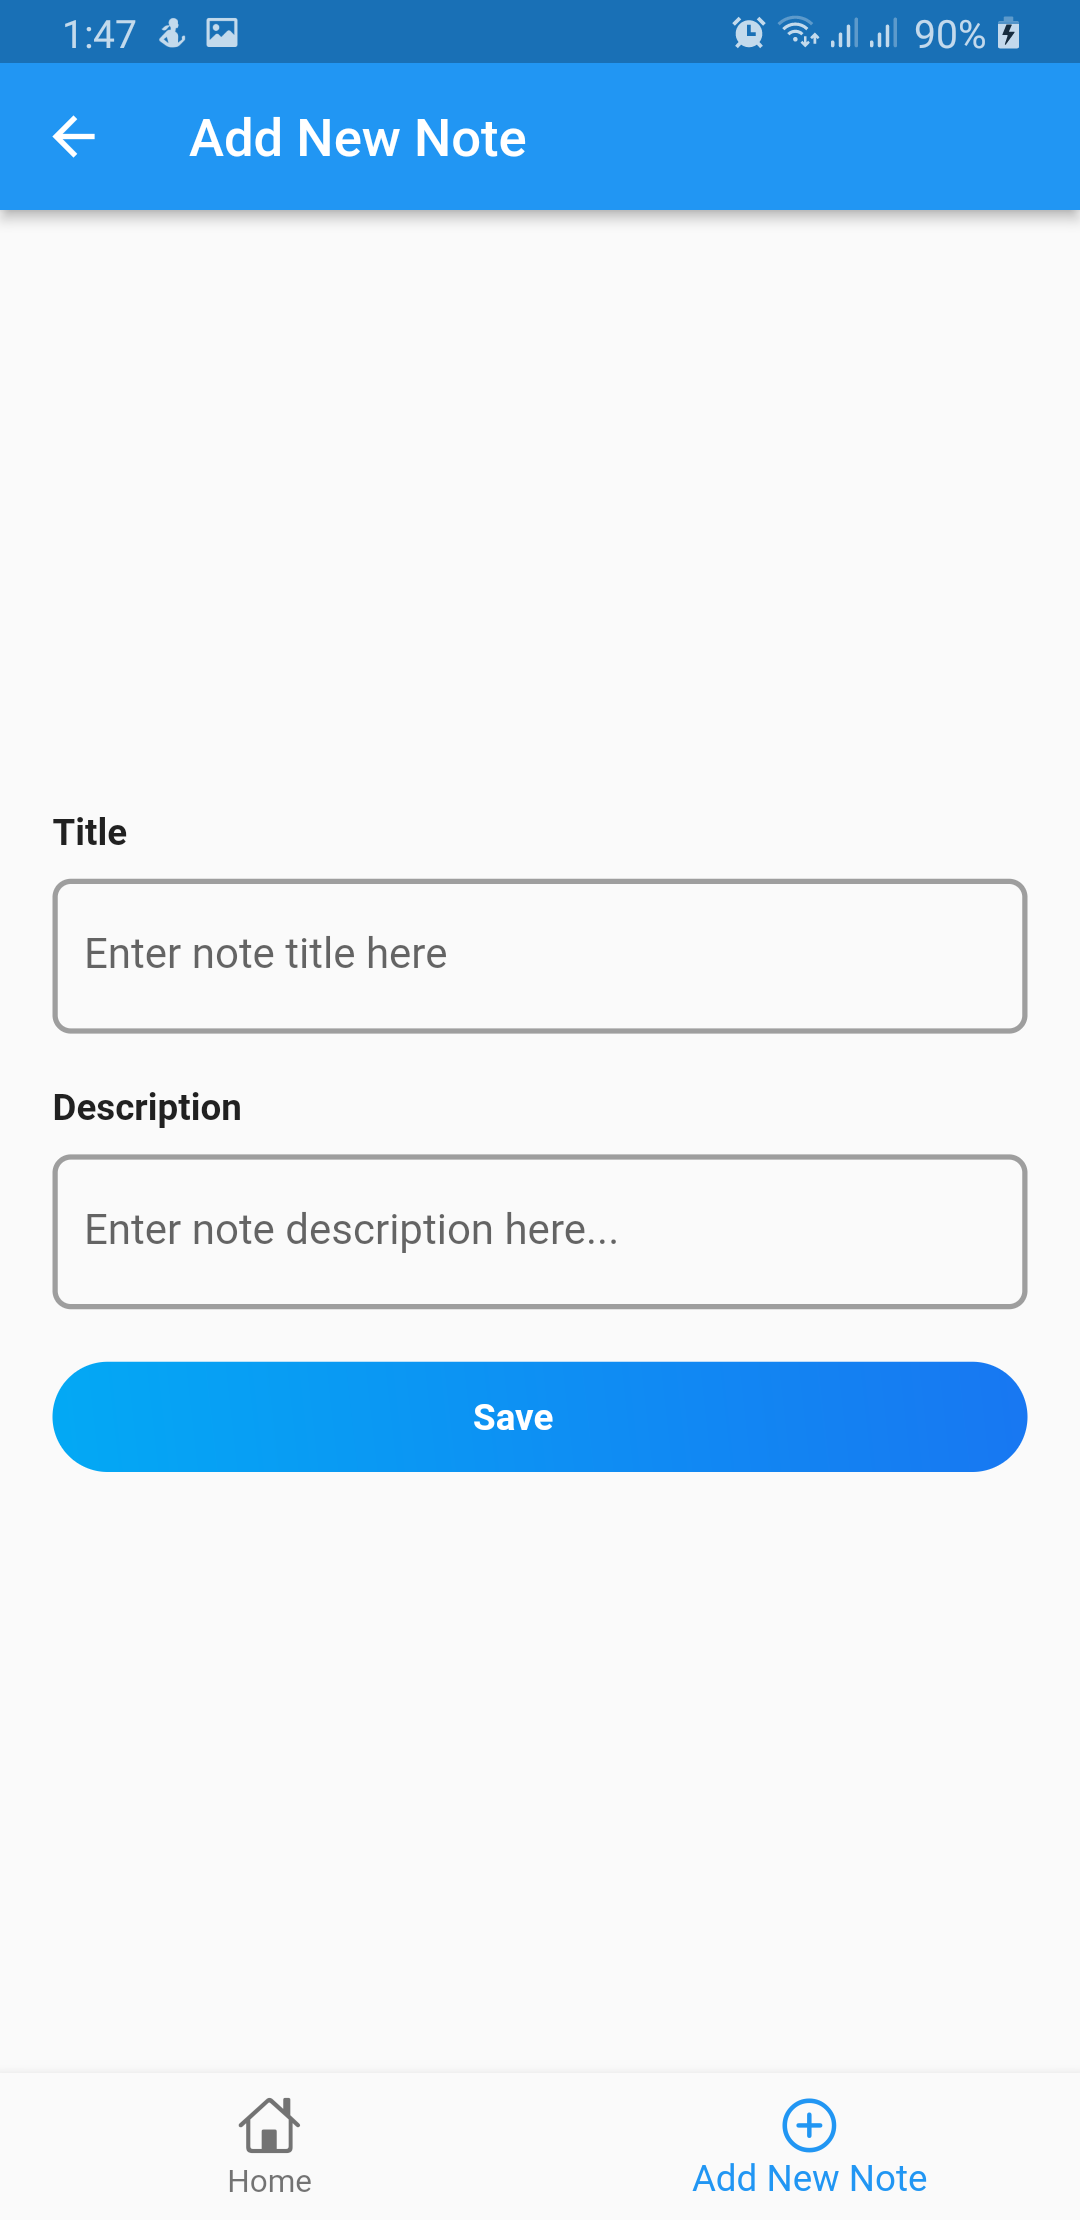 1:47 90%
Add New Note
Title
Enter note title here
Description
Enter note description here...
Save
Home
Add New Note